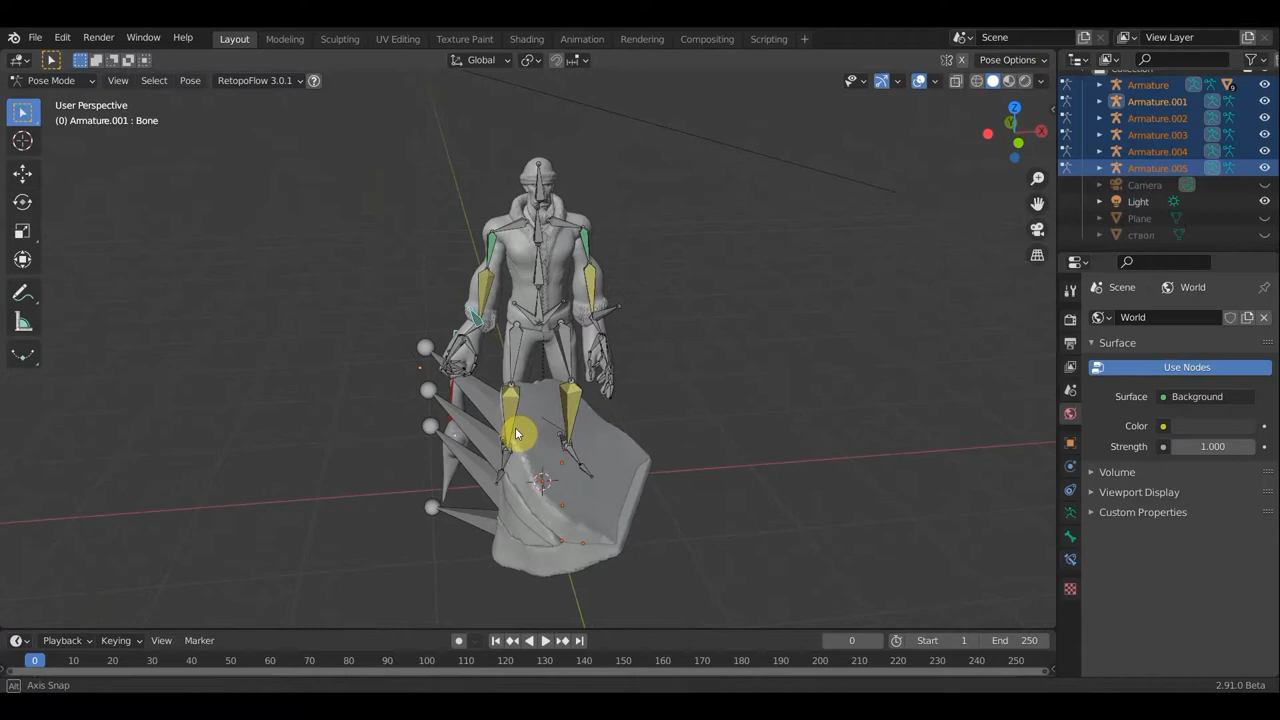 File Edit Render Window Help Layout Modeling Sculpting UV Editing Texture Paint Shading Animation Rendering Compositing Scripting + Scene View Layer
Global Pose Options
Pose Mode View Select Pose RetopoFlow 3.0.1
User Perspective
(0) Armature.001 : Bone
X
Y
Z
Collection
Armature 9
Armature.001
Armature.002
Armature.003
Armature.004
Armature.005
Camera
Light
Plane
ствол
Scene World
World
Surface
Use Nodes
Surface Background
Color
Strength 1.000
Volume
Viewport Display
Custom Properties
Playback Keying View Marker 0 Start 1 End 250
0 10 20 30 40 50 60 70 80 90 100 110 120 130 140 150 160 170 180 190 200 210 220 230 240 250
Alt Axis Snap 2.91.0 Beta